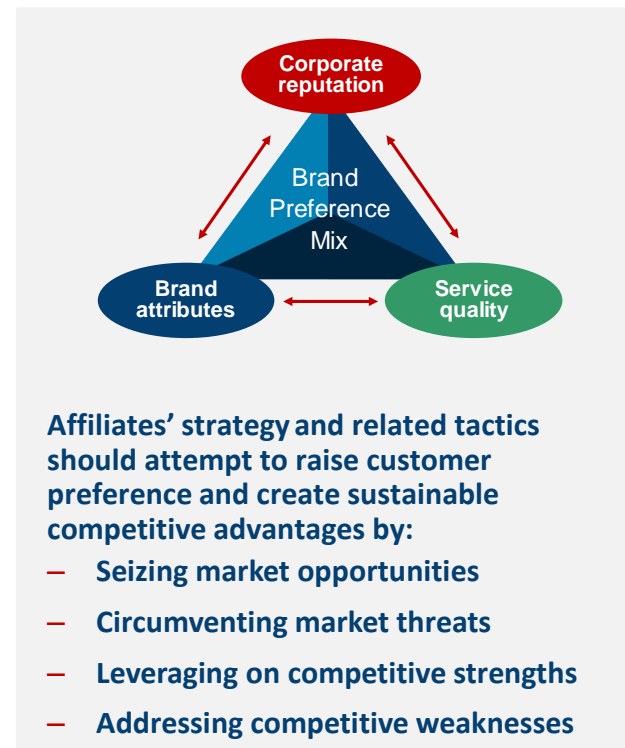 Corporate
reputation
Brand
Preference
Mix
Brand
attributes
Service
quality
Affiliates’ strategy and related tactics
should attempt to raise customer
preference and create sustainable
competitive advantages by:
– Seizing market opportunities
– Circumventing market threats
– Leveraging on competitive strengths
– Addressing competitive weaknesses